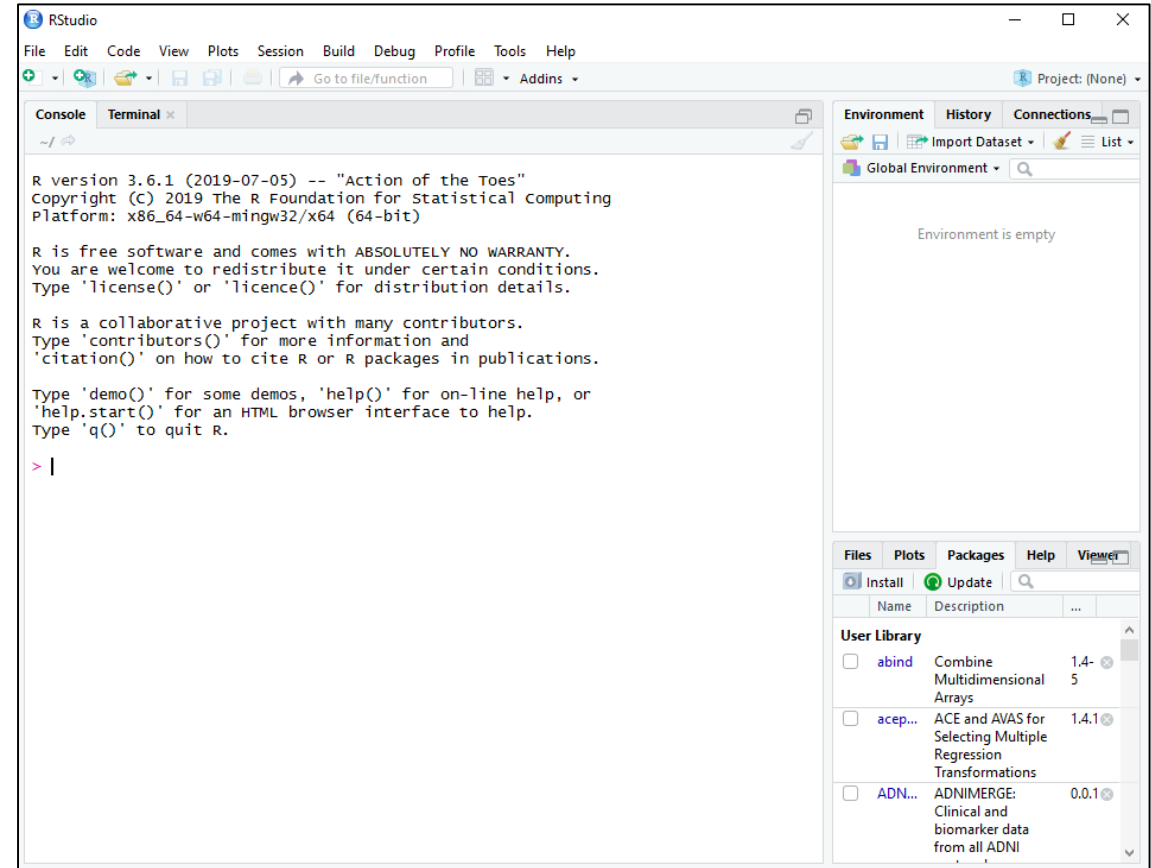 RStudio
File Edit Code View Plots Session Build Debug Profile Tools Help
Go to file/function Addins Project: (None)
Console Terminal
~/
R version 3.6.1 (2019-07-05) -- "Action of the Toes"
Copyright (C) 2019 The R Foundation for Statistical Computing
Platform: x86_64-w64-mingw32/x64 (64-bit)
R is free software and comes with ABSOLUTELY NO WARRANTY.
You are welcome to redistribute it under certain conditions.
Type 'license()' or 'licence()' for distribution details.
R is a collaborative project with many contributors.
Type 'contributors()' for more information and
'citation()' on how to cite R or R packages in publications.
Type 'demo()' for some demos, 'help()' for on-line help, or
'help.start()' for an HTML browser interface to help.
Type 'q()' to quit R.
>
Environment History Connections
Import Dataset List
Global Environment
Environment is empty
Files Plots Packages Help Viewer
Install Update
Name Description ...
User Library
abind Combine 1.4-
Multidimensional 5
Arrays
acep... ACE and AVAS for 1.4.1
Selecting Multiple
Regression
Transformations
ADN... ADNIMERGE: 0.0.1
Clinical and
biomarker data
from all ADNI